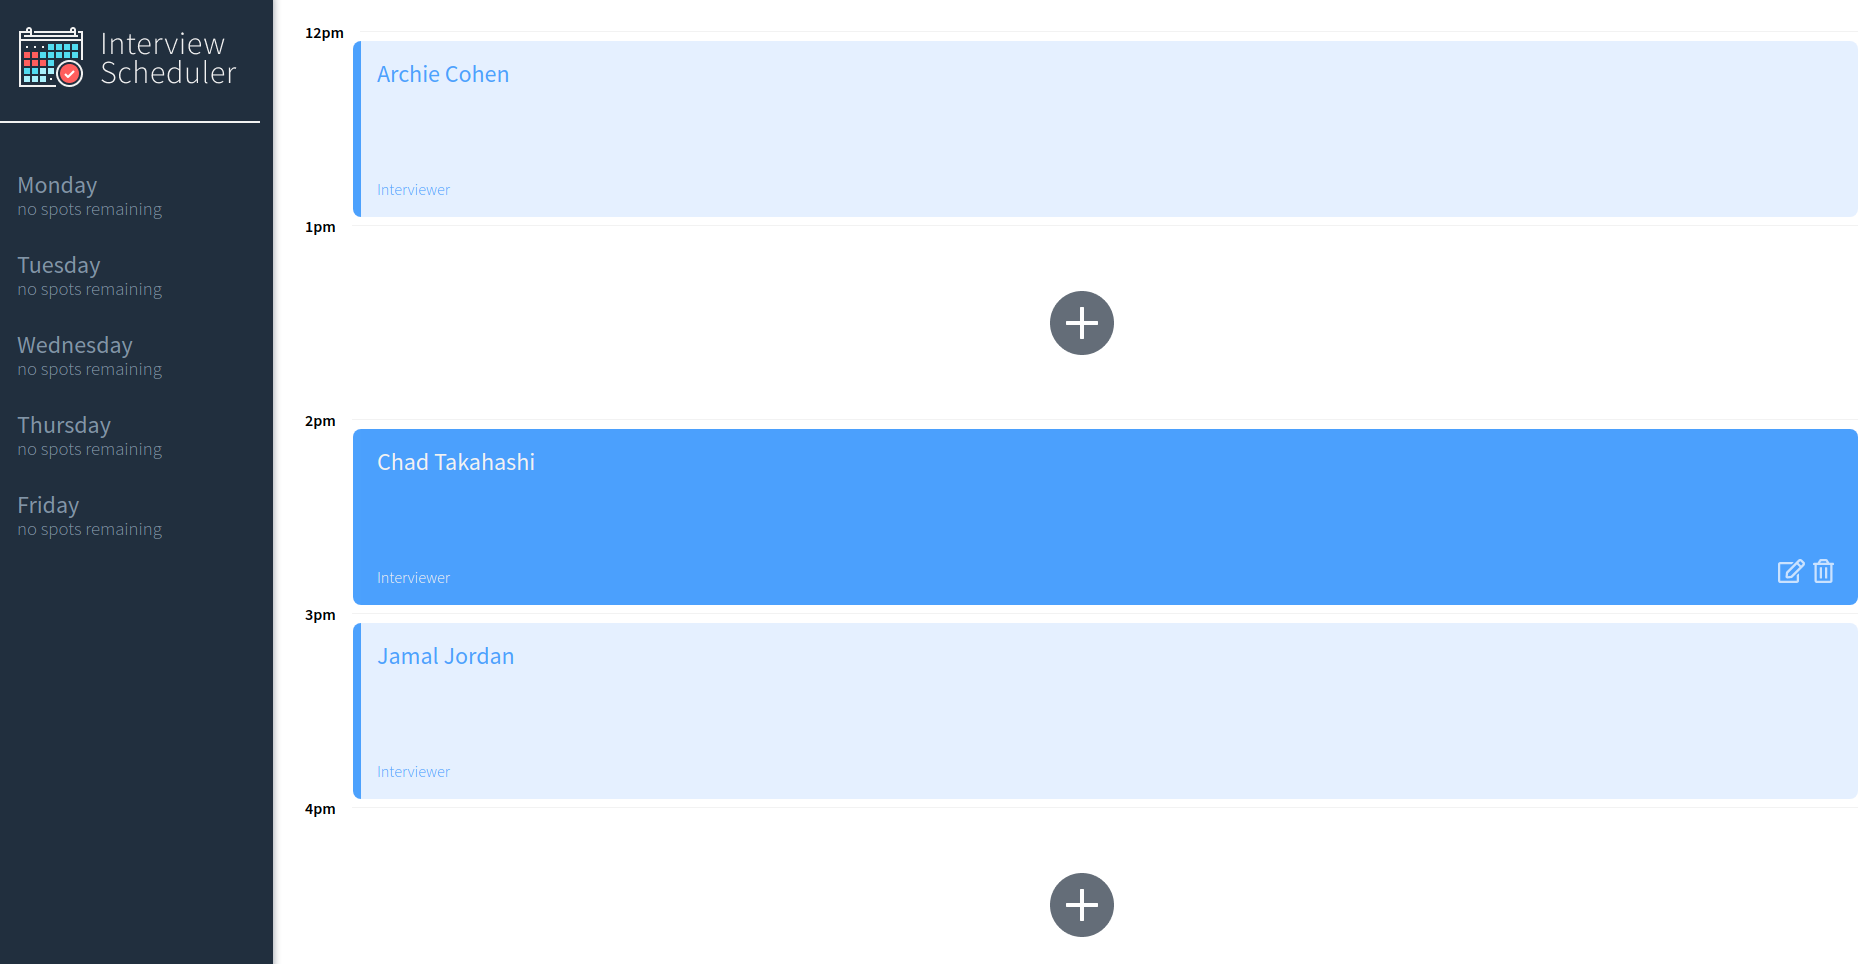 Interview
Scheduler
Monday
no spots remaining
Tuesday
no spots remaining
Wednesday
no spots remaining
Thursday
no spots remaining
Friday
no spots remaining
12pm
Archie Cohen
Interviewer
1pm
2pm
Chad Takahashi
Interviewer
3pm
Jamal Jordan
Interviewer
4pm